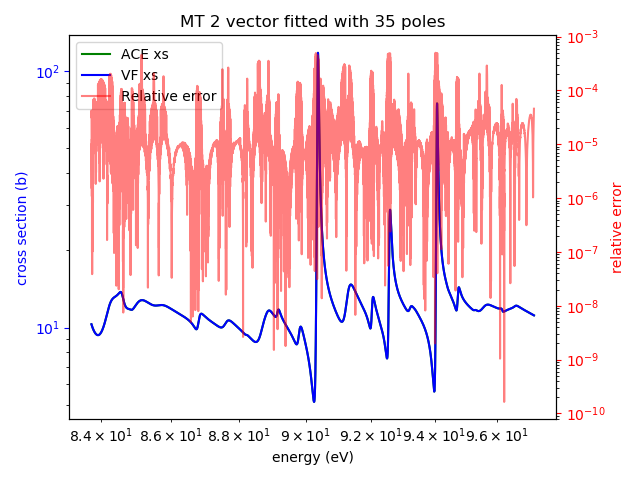 MT 2 vector fitted with 35 poles
ACE xs
VF xs
Relative error
10²
10¹
cross section (b)
10⁻³
10⁻⁴
10⁻⁵
10⁻⁶
10⁻⁷
10⁻⁸
10⁻⁹
10⁻¹⁰
relative error
8.4 × 10¹ 8.6 × 10¹ 8.8 × 10¹ 9 × 10¹ 9.2 × 10¹ 9.4 × 10¹ 9.6 × 10¹
energy (eV)